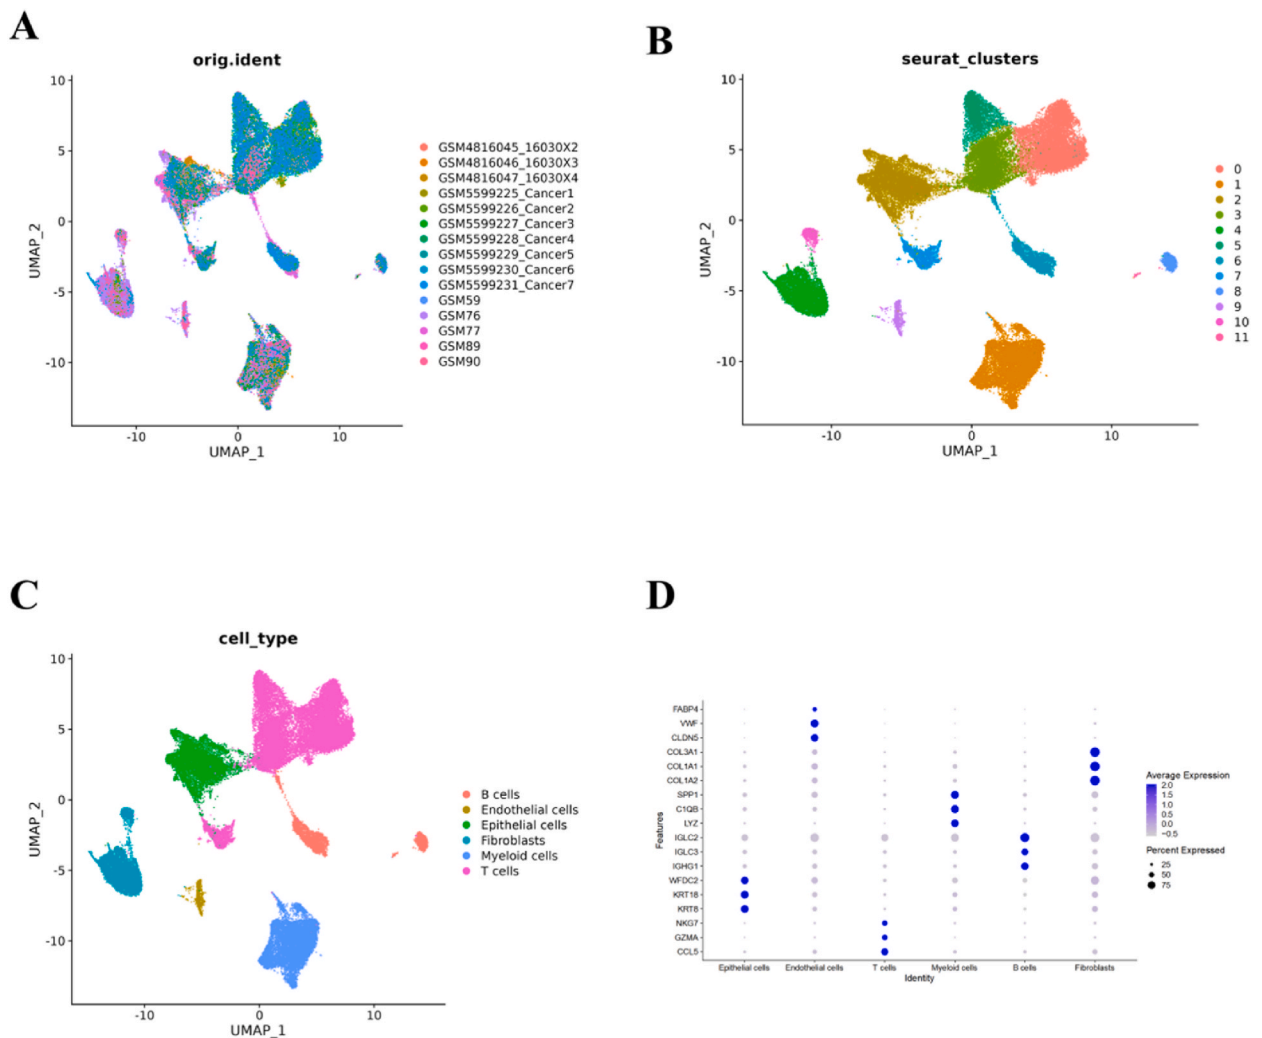 A
orig.ident
10
5
0
-5
-10
UMAP_2
-10
0
10
UMAP_1
GSM4816045_16030X2
GSM4816046_16030X3
GSM4816047_16030X4
GSM5599225_Cancer1
GSM5599226_Cancer2
GSM5599227_Cancer3
GSM5599228_Cancer4
GSM5599229_Cancer5
GSM5599230_Cancer6
GSM5599231_Cancer7
GSM59
GSM76
GSM77
GSM89
GSM90
B
seurat_clusters
10
5
0
-5
-10
UMAP_2
-10
0
10
UMAP_1
0
1
2
3
4
5
6
7
8
9
10
11
C
cell_type
10
5
0
-5
-10
UMAP_2
-10
0
10
UMAP_1
B cells
Endothelial cells
Epithelial cells
Fibroblasts
Myeloid cells
T cells
D
FABP4
VWF
CLDN5
COL3A1
COL1A1
COL1A2
SPP1
C1QB
LYZ
IGLC2
IGLC3
IGHG1
WFDC2
KRT18
KRT8
NKG7
GZMA
CCL5
Features
Epithelial cells
Endothelial cells
T cells
Myeloid cells
B cells
Fibroblasts
Identity
Average Expression
2.0
1.5
1.0
0.5
0.0
−0.5
Percent Expressed
25
50
75